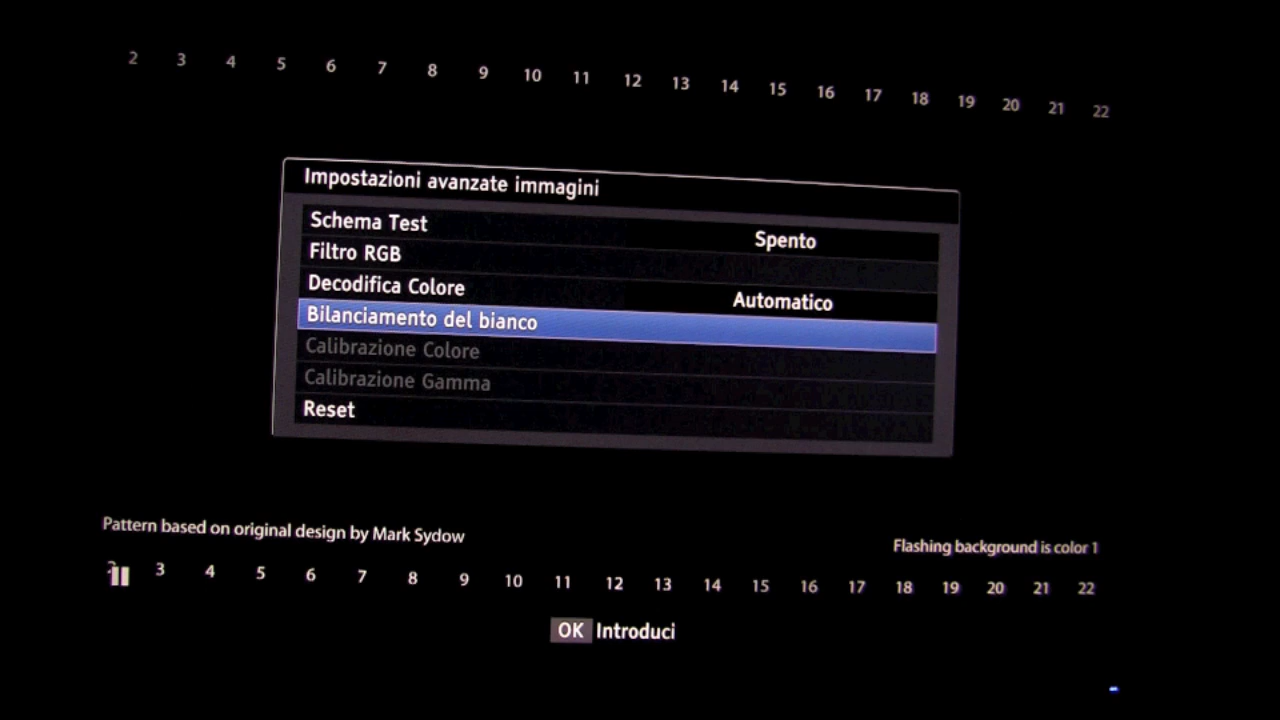 2 3 4 5 6 7 8 9 10 11 12 13 14 15 16 17 18 19 20 21 22
Impostazioni avanzate immagini
Schema Test Spento
Filtro RGB
Decodifica Colore Automatico
Bilanciamento del bianco
Calibrazione Colore
Calibrazione Gamma
Reset
Pattern based on original design by Mark Sydow
Flashing background is color 1
2 3 4 5 6 7 8 9 10 11 12 13 14 15 16 17 18 19 20 21 22
OK Introduci